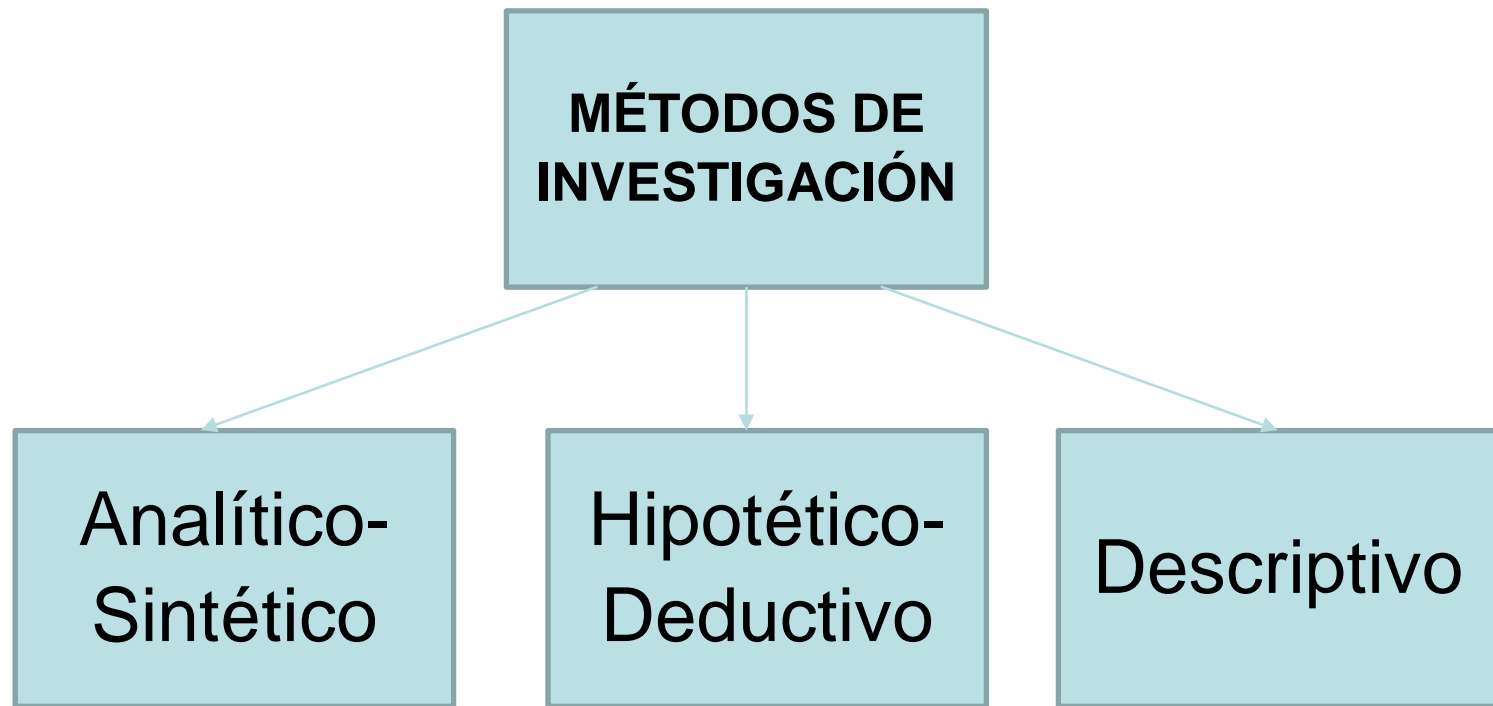 MÉTODOS DE
INVESTIGACIÓN
Analítico-
Sintético
Hipotético-
Deductivo
Descriptivo